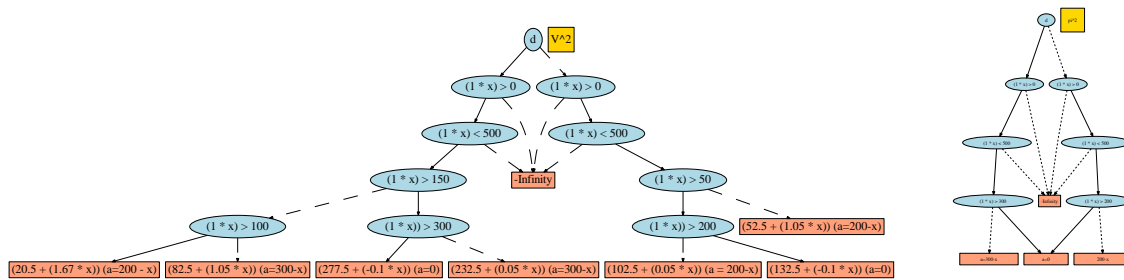 d
V^2
(1 * x) > 0
(1 * x) > 0
(1 * x) < 500
(1 * x) < 500
-Infinity
(1 * x) > 150
(1 * x) > 50
(1 * x) > 100
(1 * x)) > 300
(1 * x)) > 200
(52.5 + (1.05 * x)) (a=200-x)
(20.5 + (1.67 * x)) (a=200 - x)
(82.5 + (1.05 * x)) (a=300-x)
(277.5 + (-0.1 * x)) (a=0)
(232.5 + (0.05 * x)) (a=300-x)
(102.5 + (0.05 * x)) (a = 200-x)
(132.5 + (-0.1 * x)) (a=0)
d
pi^2
(1 * x) > 0
(1 * x) > 0
(1 * x) < 500
(1 * x) < 500
-Infinity
(1 * x) > 300
(1 * x) > 200
a=300-x
a=0
200-x